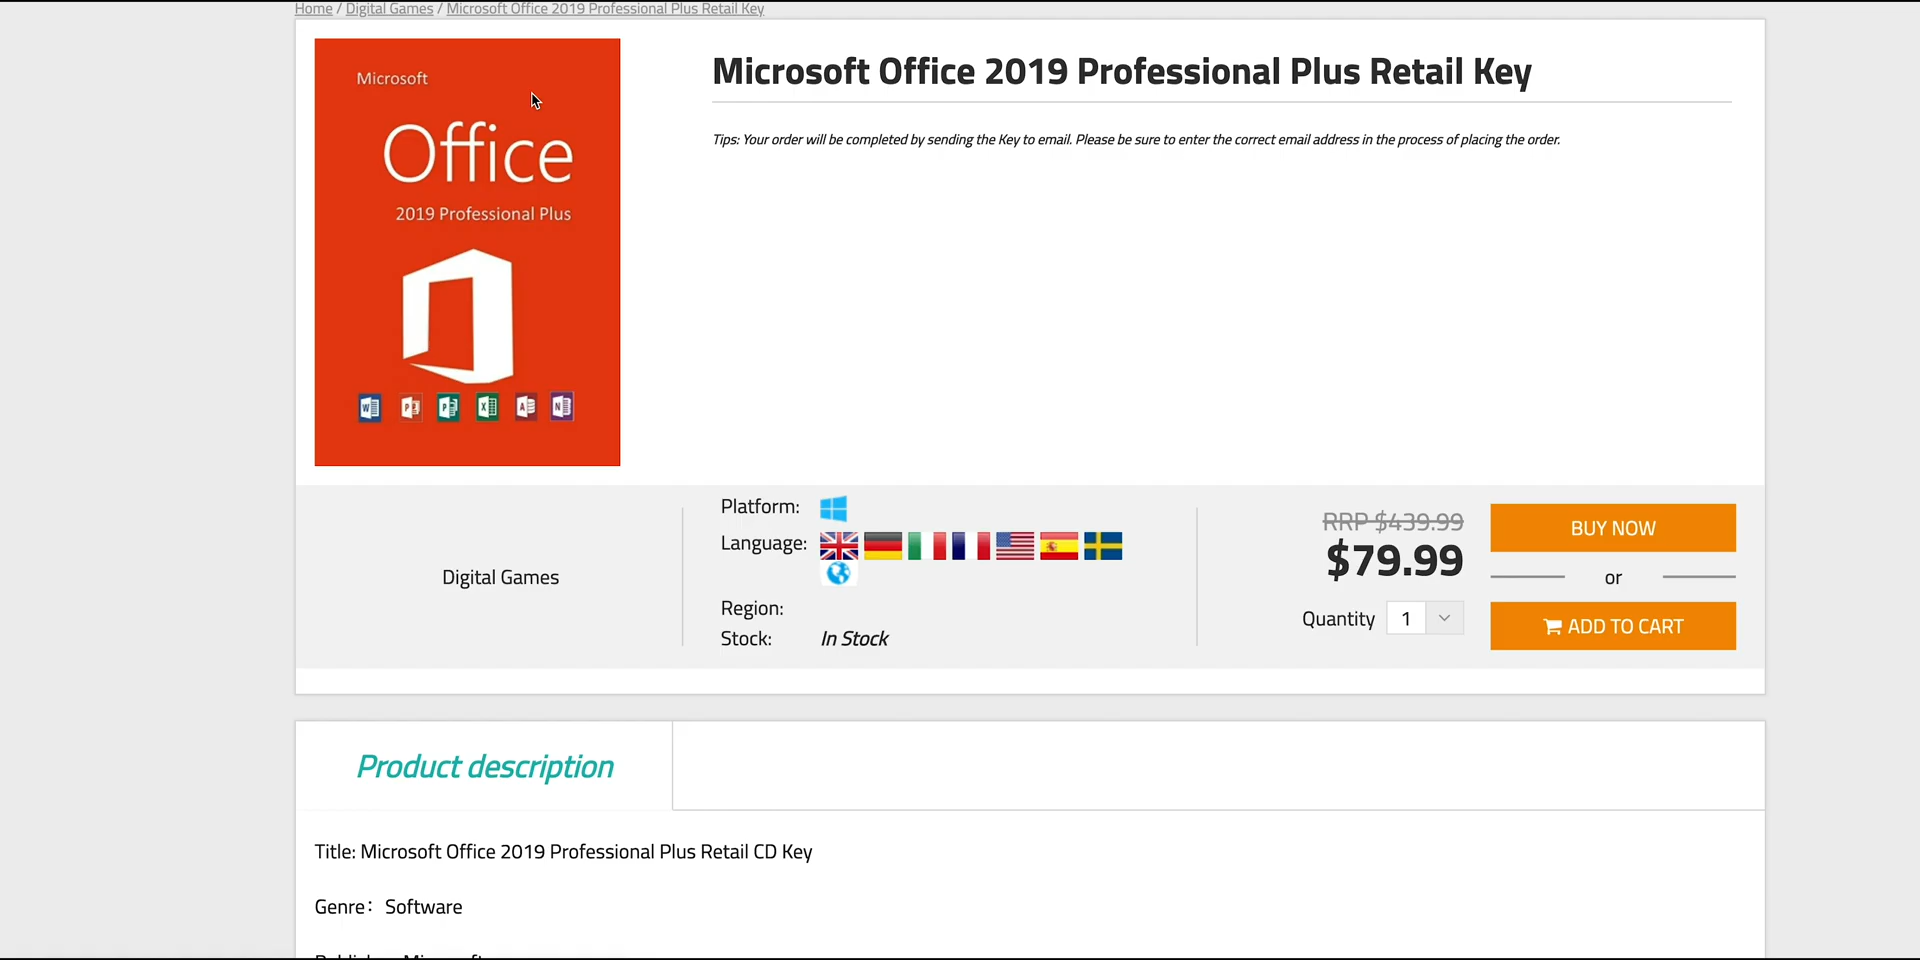 Home / Digital Games / Microsoft Office 2019 Professional Plus Retail Key
Microsoft
Office
2019 Professional Plus
Microsoft Office 2019 Professional Plus Retail Key
Tips: Your order will be completed by sending the Key to email. Please be sure to enter the correct email address in the process of placing the order.
Digital Games
Platform:
Language:
Region:
Stock: In Stock
RRP $439.99
$79.99
Quantity 1
BUY NOW
or
ADD TO CART
Product description
Title: Microsoft Office 2019 Professional Plus Retail CD Key
Genre： Software